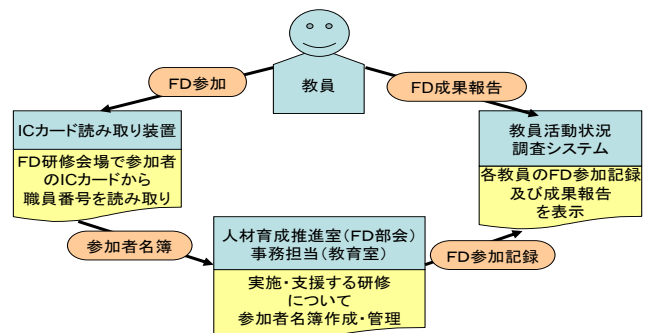 教員
FD参加
FD成果報告
ICカード読み取り装置
FD研修会場で参加者
のICカードから
職員番号を読み取り
教員活動状況
調査システム
各教員のFD参加記録
及び成果報告
を表示
参加者名簿
人材育成推進室(FD部会)
事務担当(教育室)
実施・支援する研修
について
参加者名簿作成・管理
FD参加記録